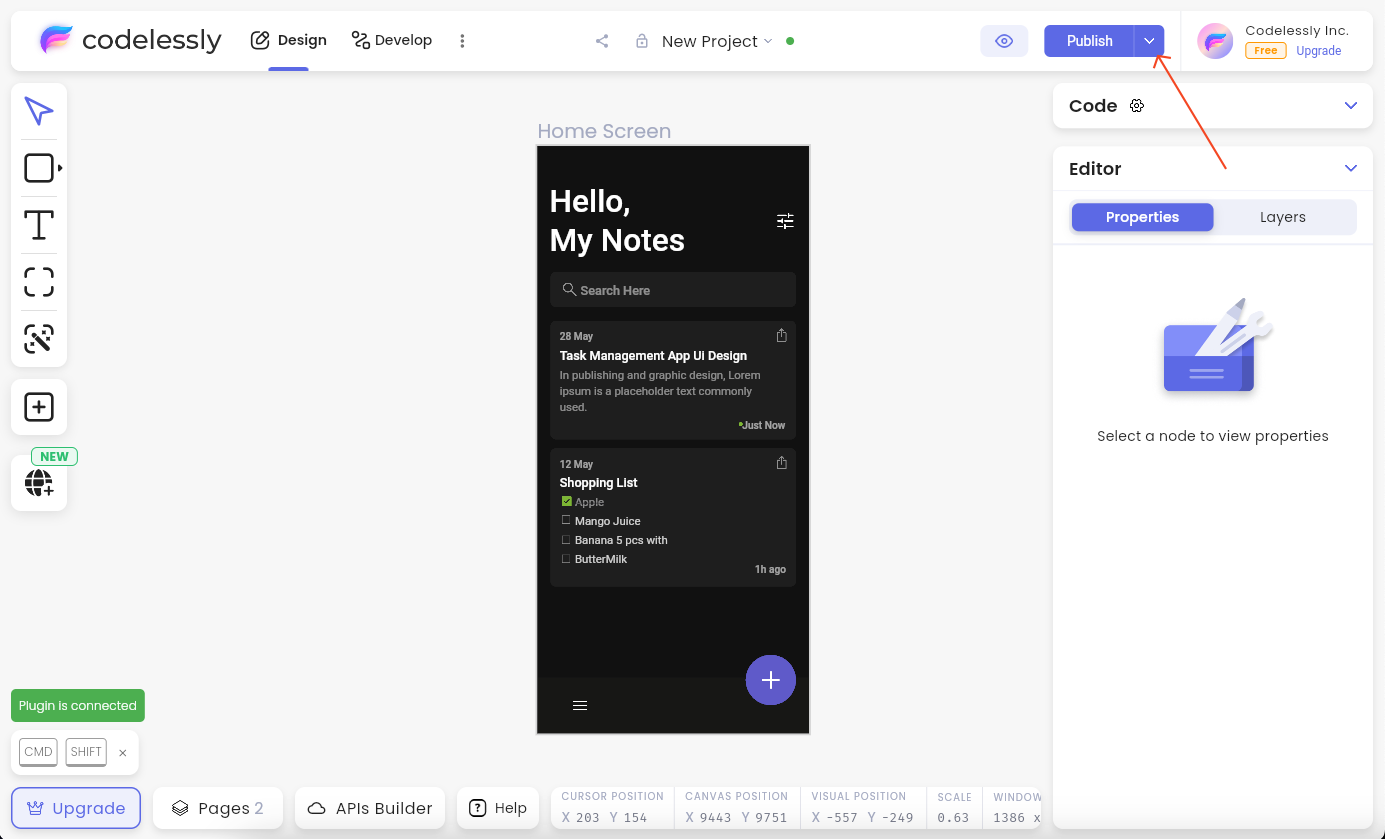 codelessly
Design
Develop
New Project
Publish
Codelessly Inc.
Free
Upgrade
Code
Editor
Properties
Layers
Select a node to view properties
NEW
Home Screen
Hello,
My Notes
Search Here
28 May
Task Management App Ui Design
In publishing and graphic design, Lorem
ipsum is a placeholder text commonly
used.
Just Now
12 May
Shopping List
Apple
Mango Juice
Banana 5 pcs with
ButterMilk
1h ago
Plugin is connected
CMD SHIFT ×
Upgrade
Pages 2
APIs Builder
Help
CURSOR POSITION
X 203 Y 154
CANVAS POSITION
X 9443 Y 9751
VISUAL POSITION
X -557 Y -249
SCALE
0.63
WINDOW
1386 x